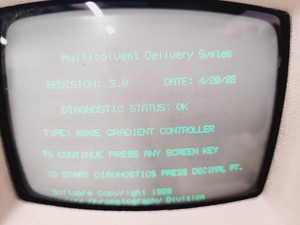 Multisolvent Delivery System
REVISION: 3.0 DATE: 4/20/88
DIAGNOSTIC STATUS: OK
TYPE: 600E GRADIENT CONTROLLER
TO CONTINUE PRESS ANY SCREEN KEY
TO START DIAGNOSTICS PRESS DECIMAL PT.
Software Copyright 1988
Chromatography Division